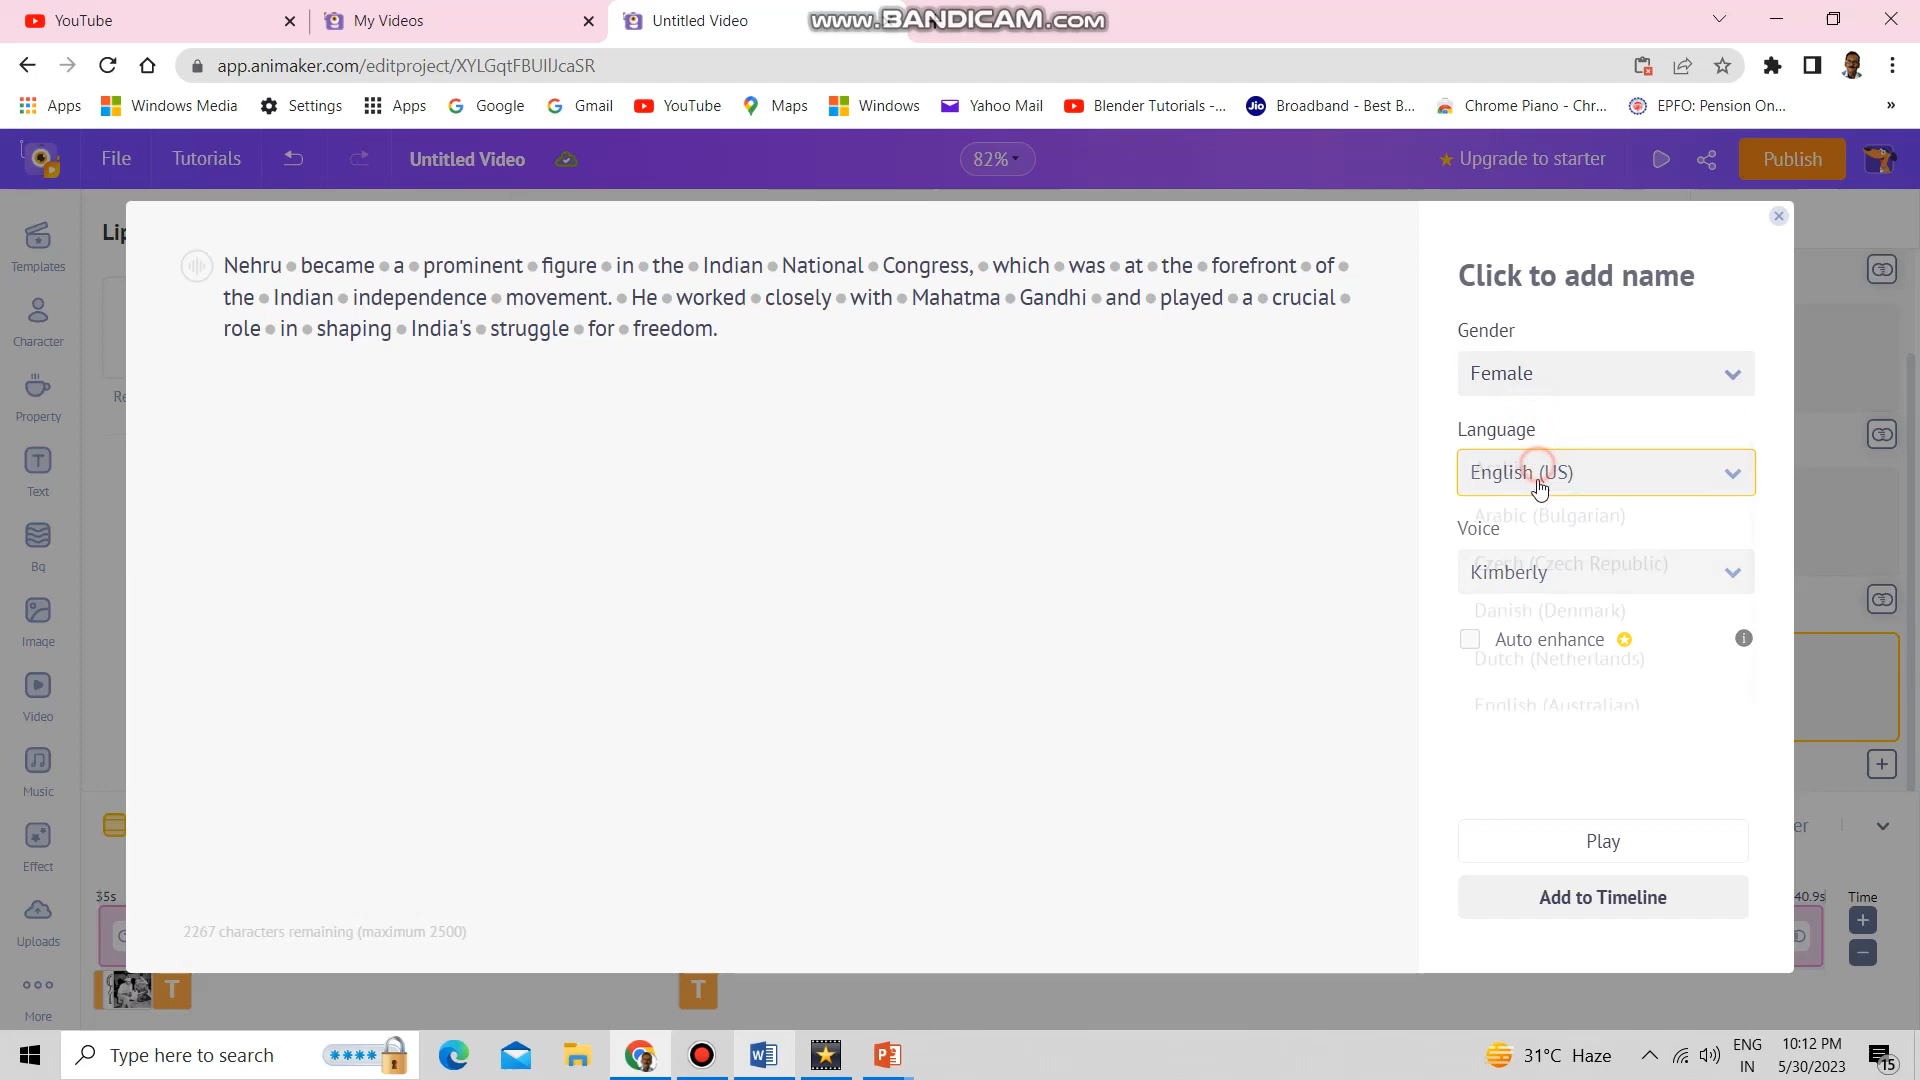 YouTube
My Videos
Untitled Video
www.BANDICAM.com
app.animaker.com/editproject/XYLGqtFBUIlJcaSR
Apps
Windows Media
Settings
Apps
Google
Gmail
YouTube
Maps
Windows
Yahoo Mail
Blender Tutorials -...
Jio
Broadband - Best B...
Chrome Piano - Chr...
EPFO: Pension On...
»
File
Tutorials
Untitled Video
82%
Upgrade to starter
Publish
Templates
Character
Property
Text
Bg
Image
Video
Music
Effect
Uploads
More
Lip
Nehru became a prominent figure in the Indian National Congress, which was at the forefront of
the Indian independence movement. He worked closely with Mahatma Gandhi and played a crucial
role in shaping India's struggle for freedom.
2267 characters remaining (maximum 2500)
Click to add name
Gender
Female
Language
English (US)
Arabic (Bulgarian)
Voice
Czech (Czech Republic)
Kimberly
Danish (Denmark)
Auto enhance
Dutch (Netherlands)
English (Australian)
Play
Add to Timeline
35s
40.9s
Time
T
T
Type here to search
31°C Haze
ENG
IN
10:12 PM
5/30/2023
15